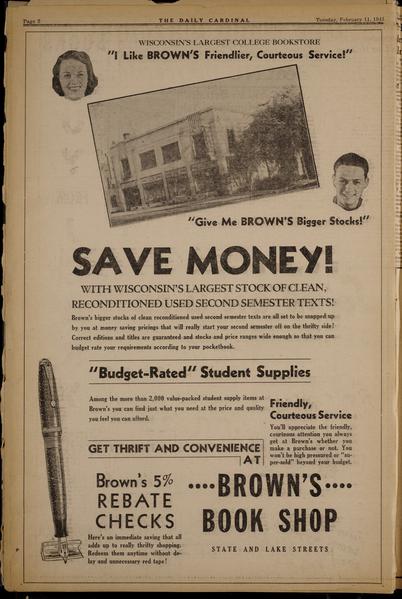 Page 8
THE DAILY CARDINAL
Tuesday, February 11, 1941
WISCONSIN'S LARGEST COLLEGE BOOKSTORE
"I Like BROWN'S Friendlier, Courteous Service!"
"Give Me BROWN'S Bigger Stocks!"
SAVE MONEY!
WITH WISCONSIN'S LARGEST STOCK OF CLEAN,
RECONDITIONED USED SECOND SEMESTER TEXTS!
Brown's bigger stocks of clean reconditioned used second semester texts are all set to be snapped up
by you at money saving pricings that will really start your second semester off on the thrifty side!
Correct editions and titles are guaranteed and stocks and price ranges wide enough so that you can
budget rate your requirements according to your pocketbook.
"Budget-Rated" Student Supplies
Among the more than 2,000 value-packed student supply items at
Brown's you can find just what you need at the price and quality
you feel you can afford.
Friendly,
Courteous Service
You'll appreciate the friendly,
courteous attention you always
get at Brown's whether you
make a purchase or not. You
won't be high pressured or "su-
per-sold" beyond your budget.
GET THRIFT AND CONVENIENCE
AT
Brown's 5%
REBATE
CHECKS
Here's an immediate saving that all
adds up to really thrifty shopping.
Redeem them anytime without de-
lay and unnecessary red tape!
····BROWN'S····
BOOK SHOP
STATE AND LAKE STREETS